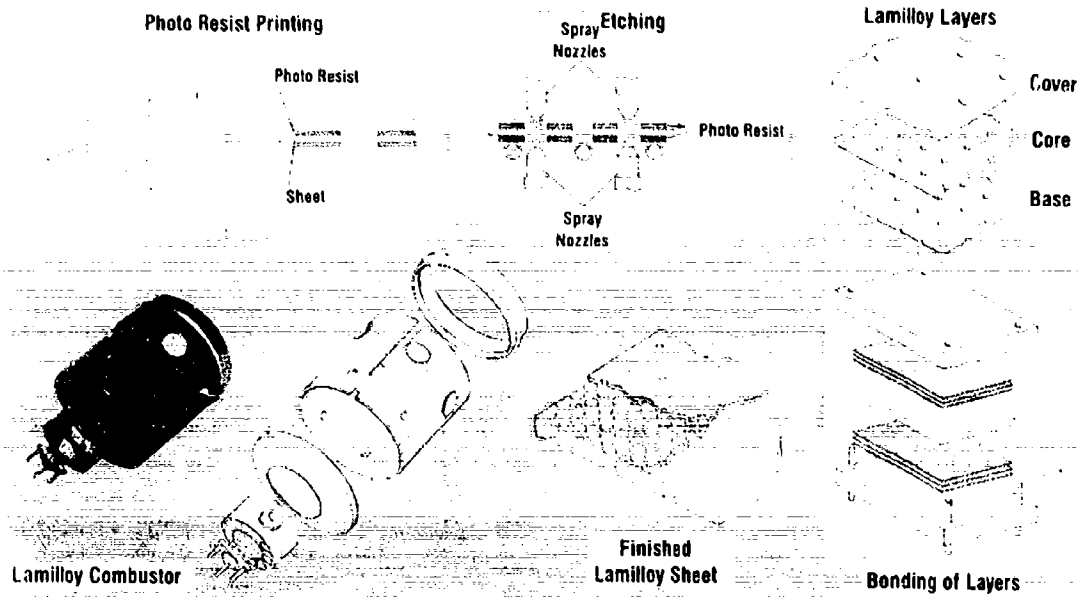 Photo Resist Printing
Photo Resist
Sheet
Etching
Spray
Nozzles
Photo Resist
Spray
Nozzles
Lamilloy Layers
Cover
Core
Base
Lamilloy Combustor
Finished
Lamilloy Sheet
Bonding of Layers